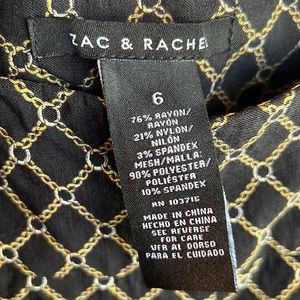 ZAC & RACHEL
6
76% RAYON/
RAYÓN
21% NYLON/
NILÓN
3% SPANDEX
MESH/MALLA:
90% POLYESTER/
POLIÉSTER
10% SPANDEX
RN 103715
MADE IN CHINA
HECHO EN CHINA
SEE REVERSE
FOR CARE
VER AL DORSO
PARA EL CUIDADO